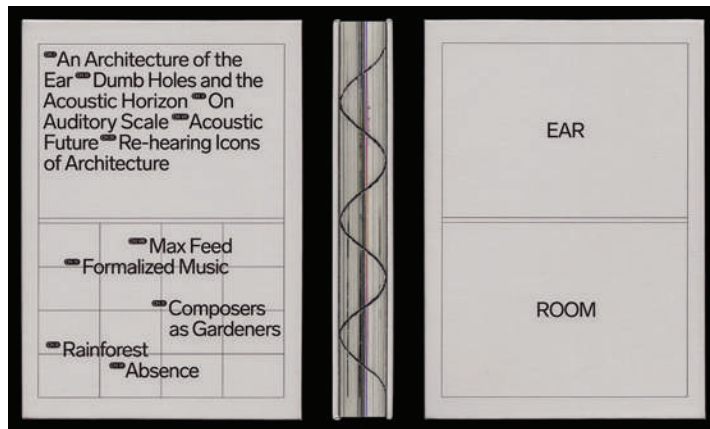 An Architecture of the
Ear Dumb Holes and the
Acoustic Horizon On
Auditory Scale Acoustic
Future Re-hearing Icons
of Architecture
Max Feed
Formalized Music
Composers
as Gardeners
Rainforest
Absence
EAR
ROOM